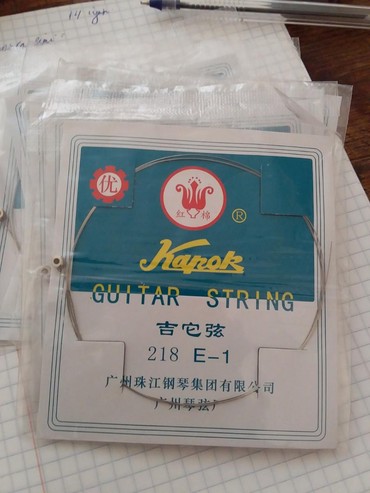 优
红棉
®
Kapok
GUITAR STRING
吉它弦
218 E-1
广州珠江钢琴集团有限公司
广州琴弦厂